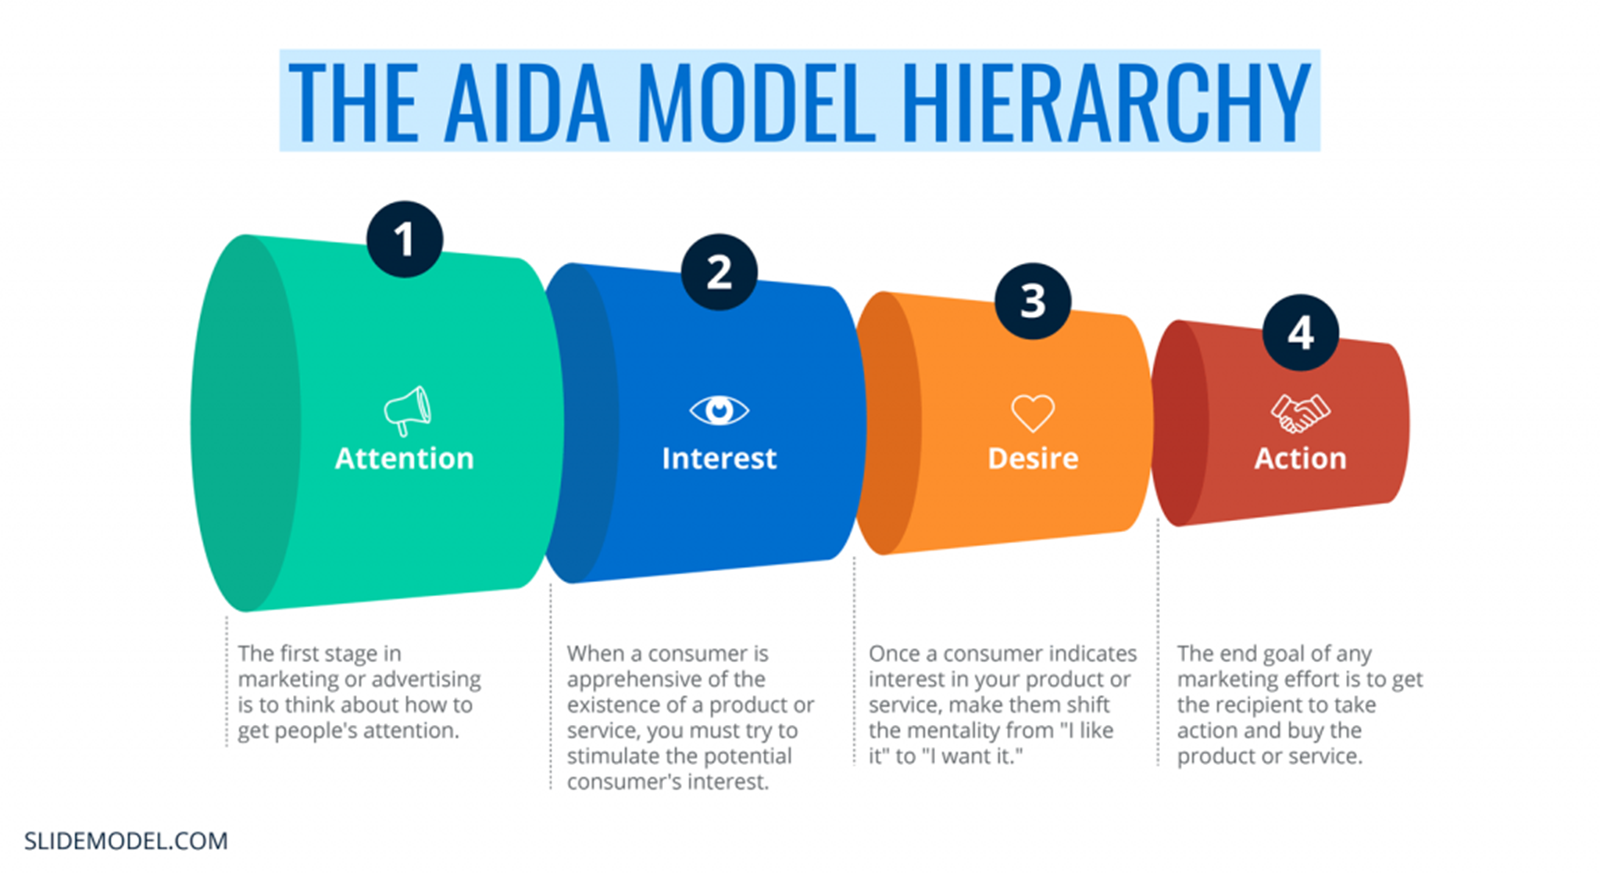 THE AIDA MODEL HIERARCHY
1
Attention
The first stage in
marketing or advertising
is to think about how to
get people's attention.
2
Interest
When a consumer is
apprehensive of the
existence of a product or
service, you must try to
stimulate the potential
consumer's interest.
3
Desire
Once a consumer indicates
interest in your product or
service, make them shift
the mentality from "I like
it" to "I want it."
4
Action
The end goal of any
marketing effort is to get
the recipient to take
action and buy the
product or service.
SLIDEMODEL.COM